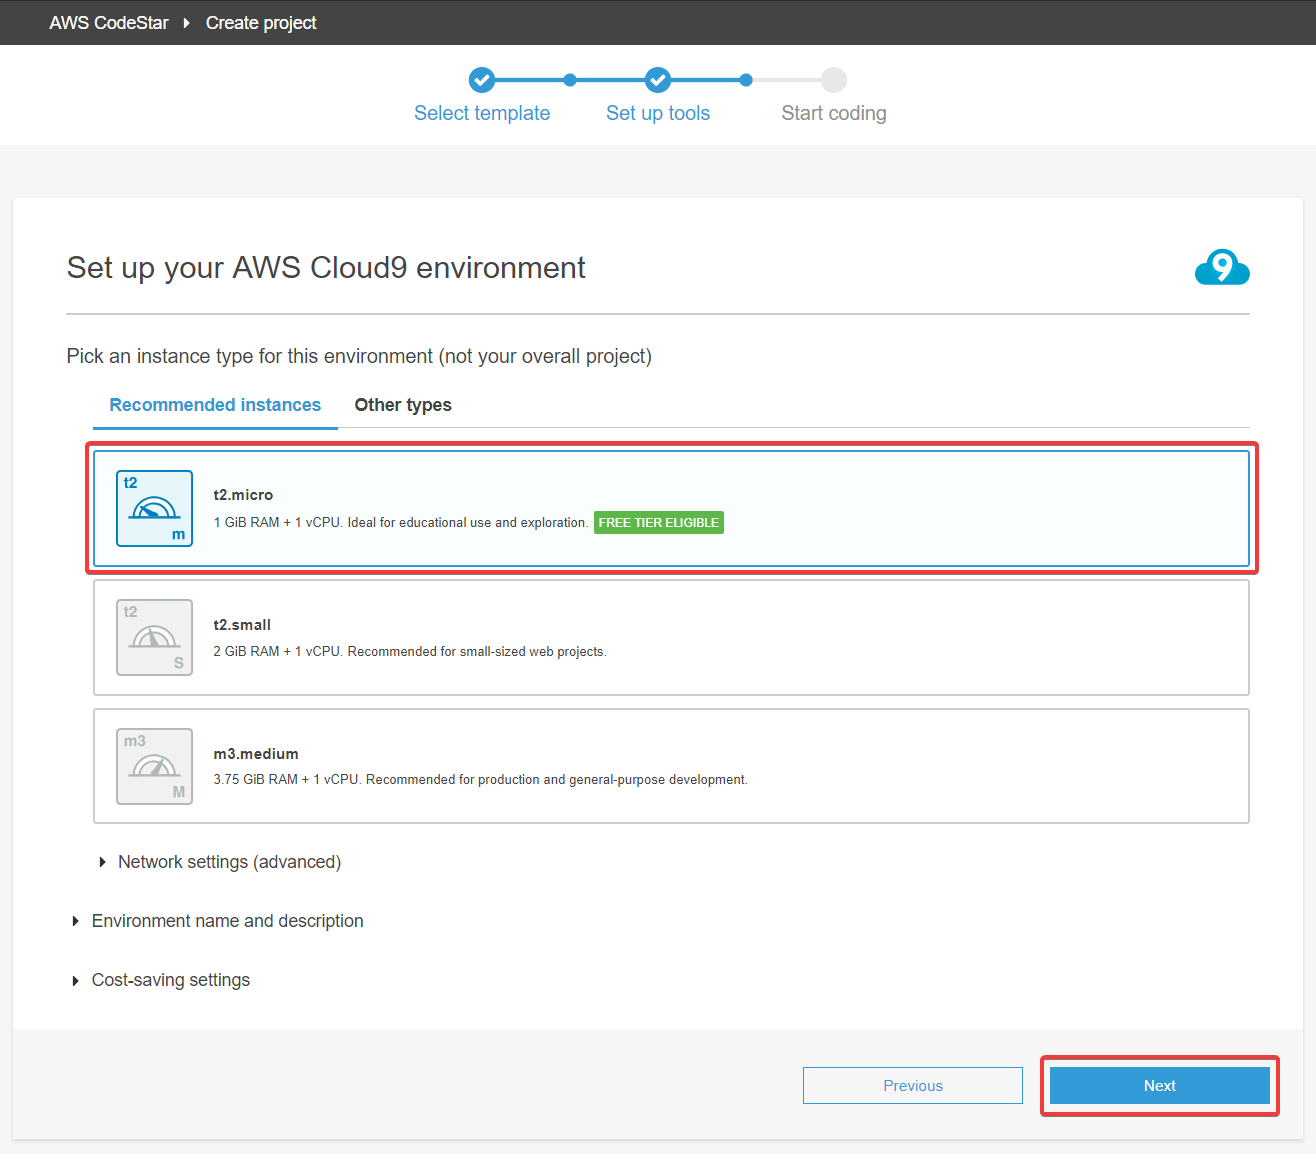 AWS CodeStar Create project
Select template
Set up tools
Start coding
Set up your AWS Cloud9 environment
9
Pick an instance type for this environment (not your overall project)
Recommended instances
Other types
t2
m
t2.micro
1 GiB RAM + 1 vCPU. Ideal for educational use and exploration. FREE TIER ELIGIBLE
t2
S
t2.small
2 GiB RAM + 1 vCPU. Recommended for small-sized web projects.
m3
M
m3.medium
3.75 GiB RAM + 1 vCPU. Recommended for production and general-purpose development.
Network settings (advanced)
Environment name and description
Cost-saving settings
Previous
Next